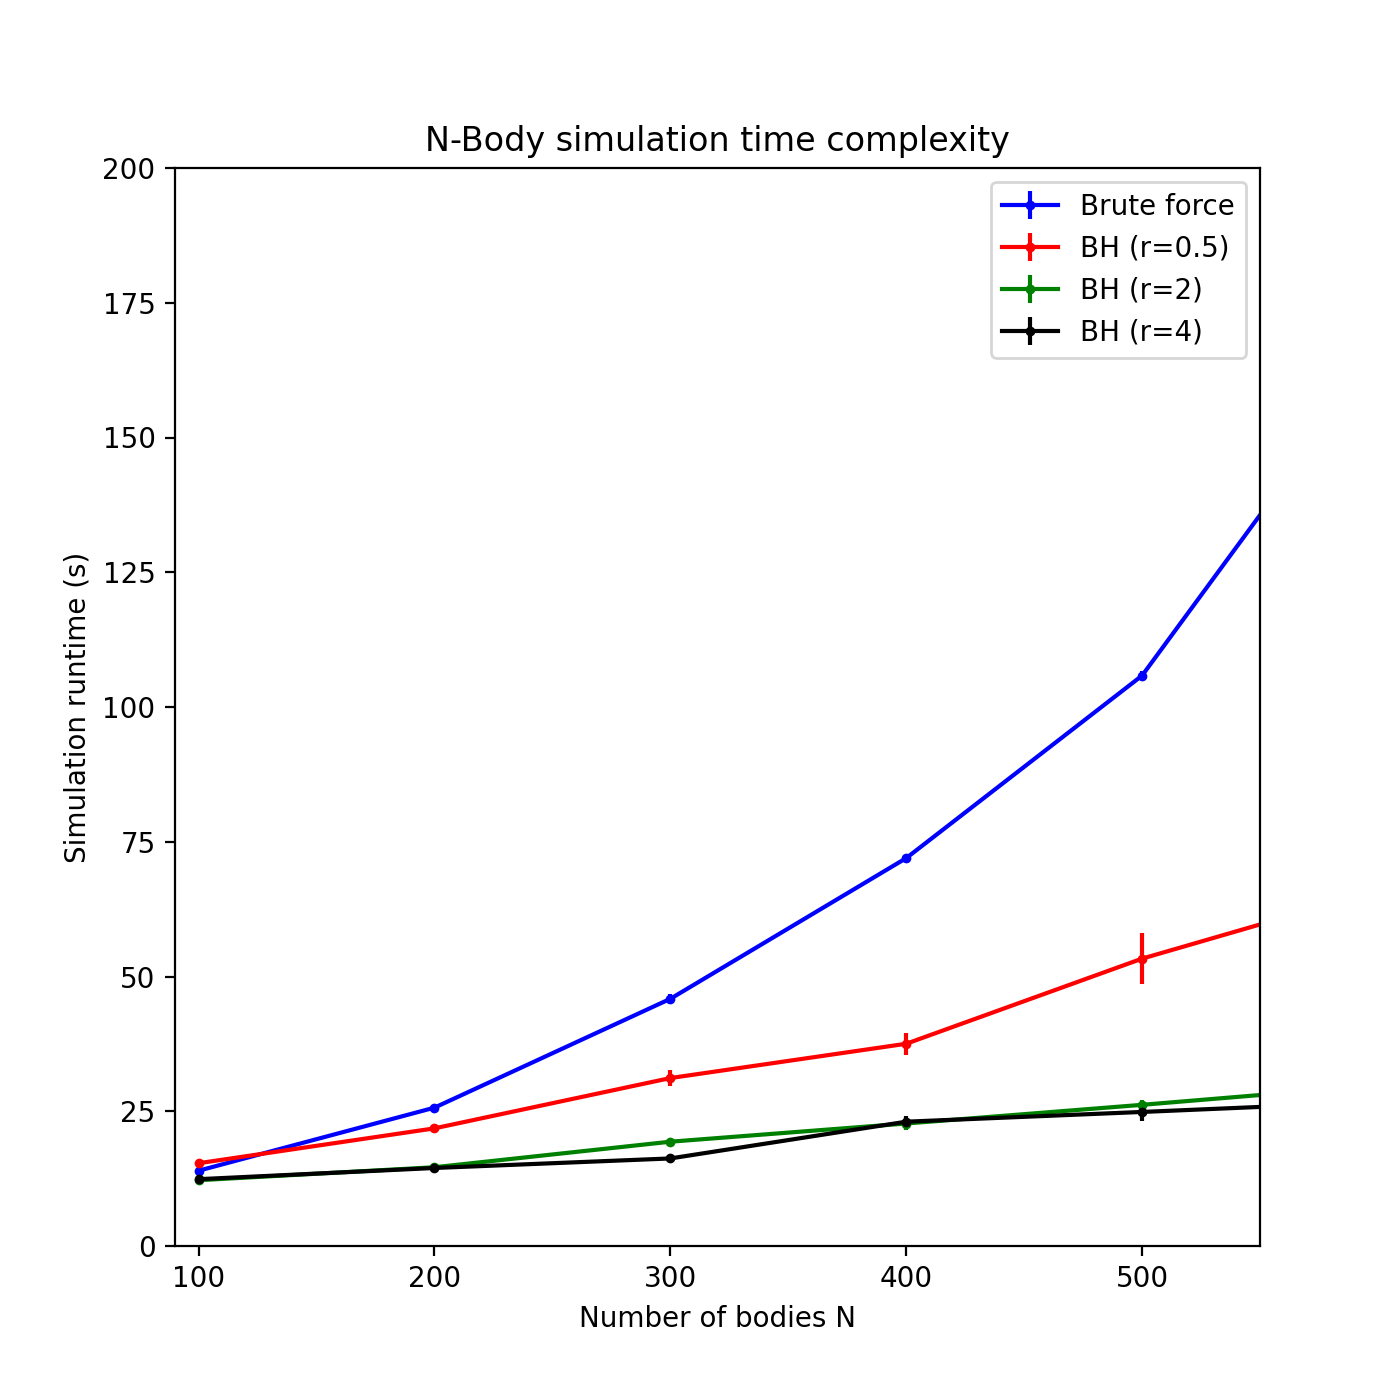 N-Body simulation time complexity
200
175
150
125
100
75
50
25
0
Simulation runtime (s)
Brute force
BH (r=0.5)
BH (r=2)
BH (r=4)
100 200 300 400 500
Number of bodies N